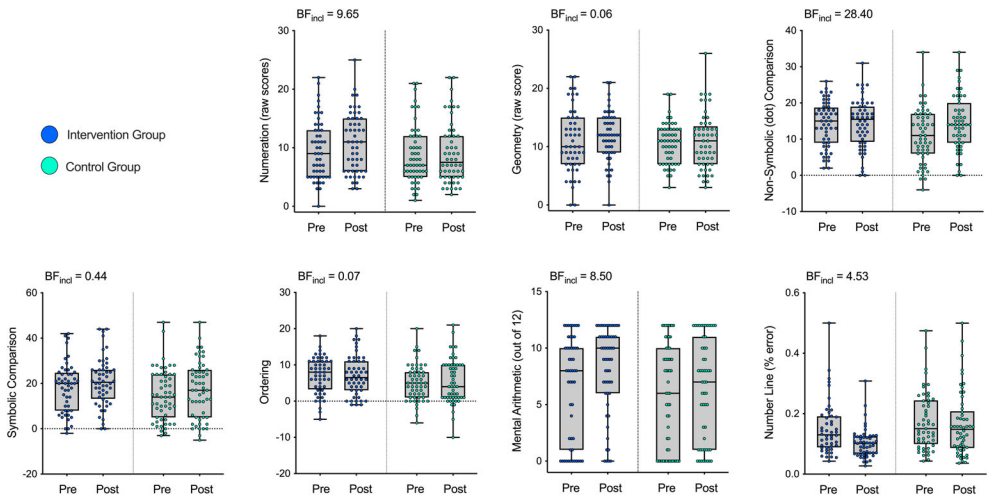 BFincl = 9.65
Numeration (raw scores)
30
20
10
0
Pre
Post
Pre
Post
BFincl = 0.06
Geometry (raw score)
30
20
10
0
Pre
Post
Pre
Post
BFincl = 28.40
Non-Symbolic (dot) Comparison
40
30
20
10
0
-10
Pre
Post
Pre
Post
Intervention Group
Control Group
BFincl = 0.44
Symbolic Comparison
60
40
20
0
-20
Pre
Post
Pre
Post
BFincl = 0.07
Ordering
30
20
10
0
-10
-20
Pre
Post
Pre
Post
BFincl = 8.50
Mental Arithmetic (out of 12)
15
10
5
0
Pre
Post
Pre
Post
BFincl = 4.53
Number Line (% error)
0.6
0.4
0.2
0.0
Pre
Post
Pre
Post